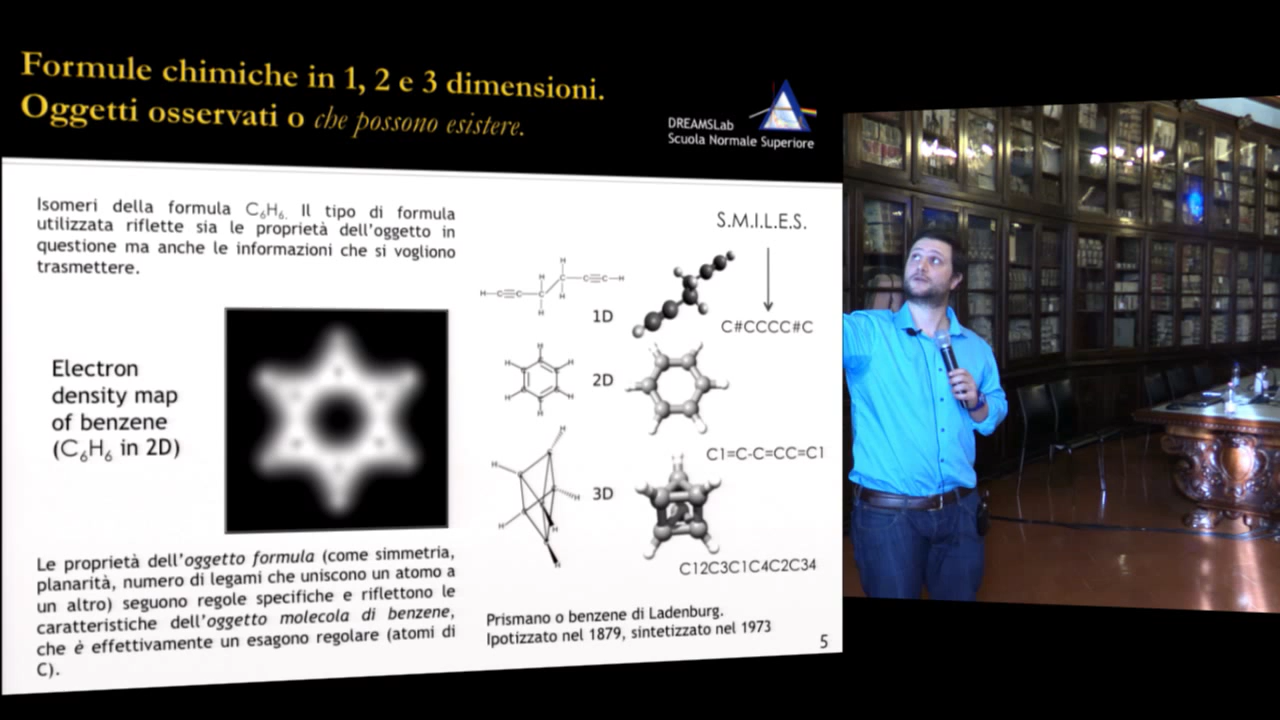 Formule chimiche in 1, 2 e 3 dimensioni.
Oggetti osservati o che possono esistere.
DREAMSLab
Scuola Normale Superiore
Isomeri della formula C₆H₆. Il tipo di formula
utilizzata riflette sia le proprietà dell'oggetto in
questione ma anche le informazioni che si vogliono
trasmettere.
Electron
density map
of benzene
(C₆H₆ in 2D)
Le proprietà dell'oggetto formula (come simmetria,
planarità, numero di legami che uniscono un atomo a
un altro) seguono regole specifiche e riflettono le
caratteristiche dell'oggetto molecola di benzene,
che è effettivamente un esagono regolare (atomi di
C).
S.M.I.L.E.S.
H
H
H C≡C C C C≡C H
H
H
1D
C#CCCC#C
H
H H
2D
H H
H
C1=C-C=CC=C1
H
H
3D
H
H
H
H
C12C3C1C4C2C34
Prismano o benzene di Ladenburg.
Ipotizzato nel 1879, sintetizzato nel 1973
5